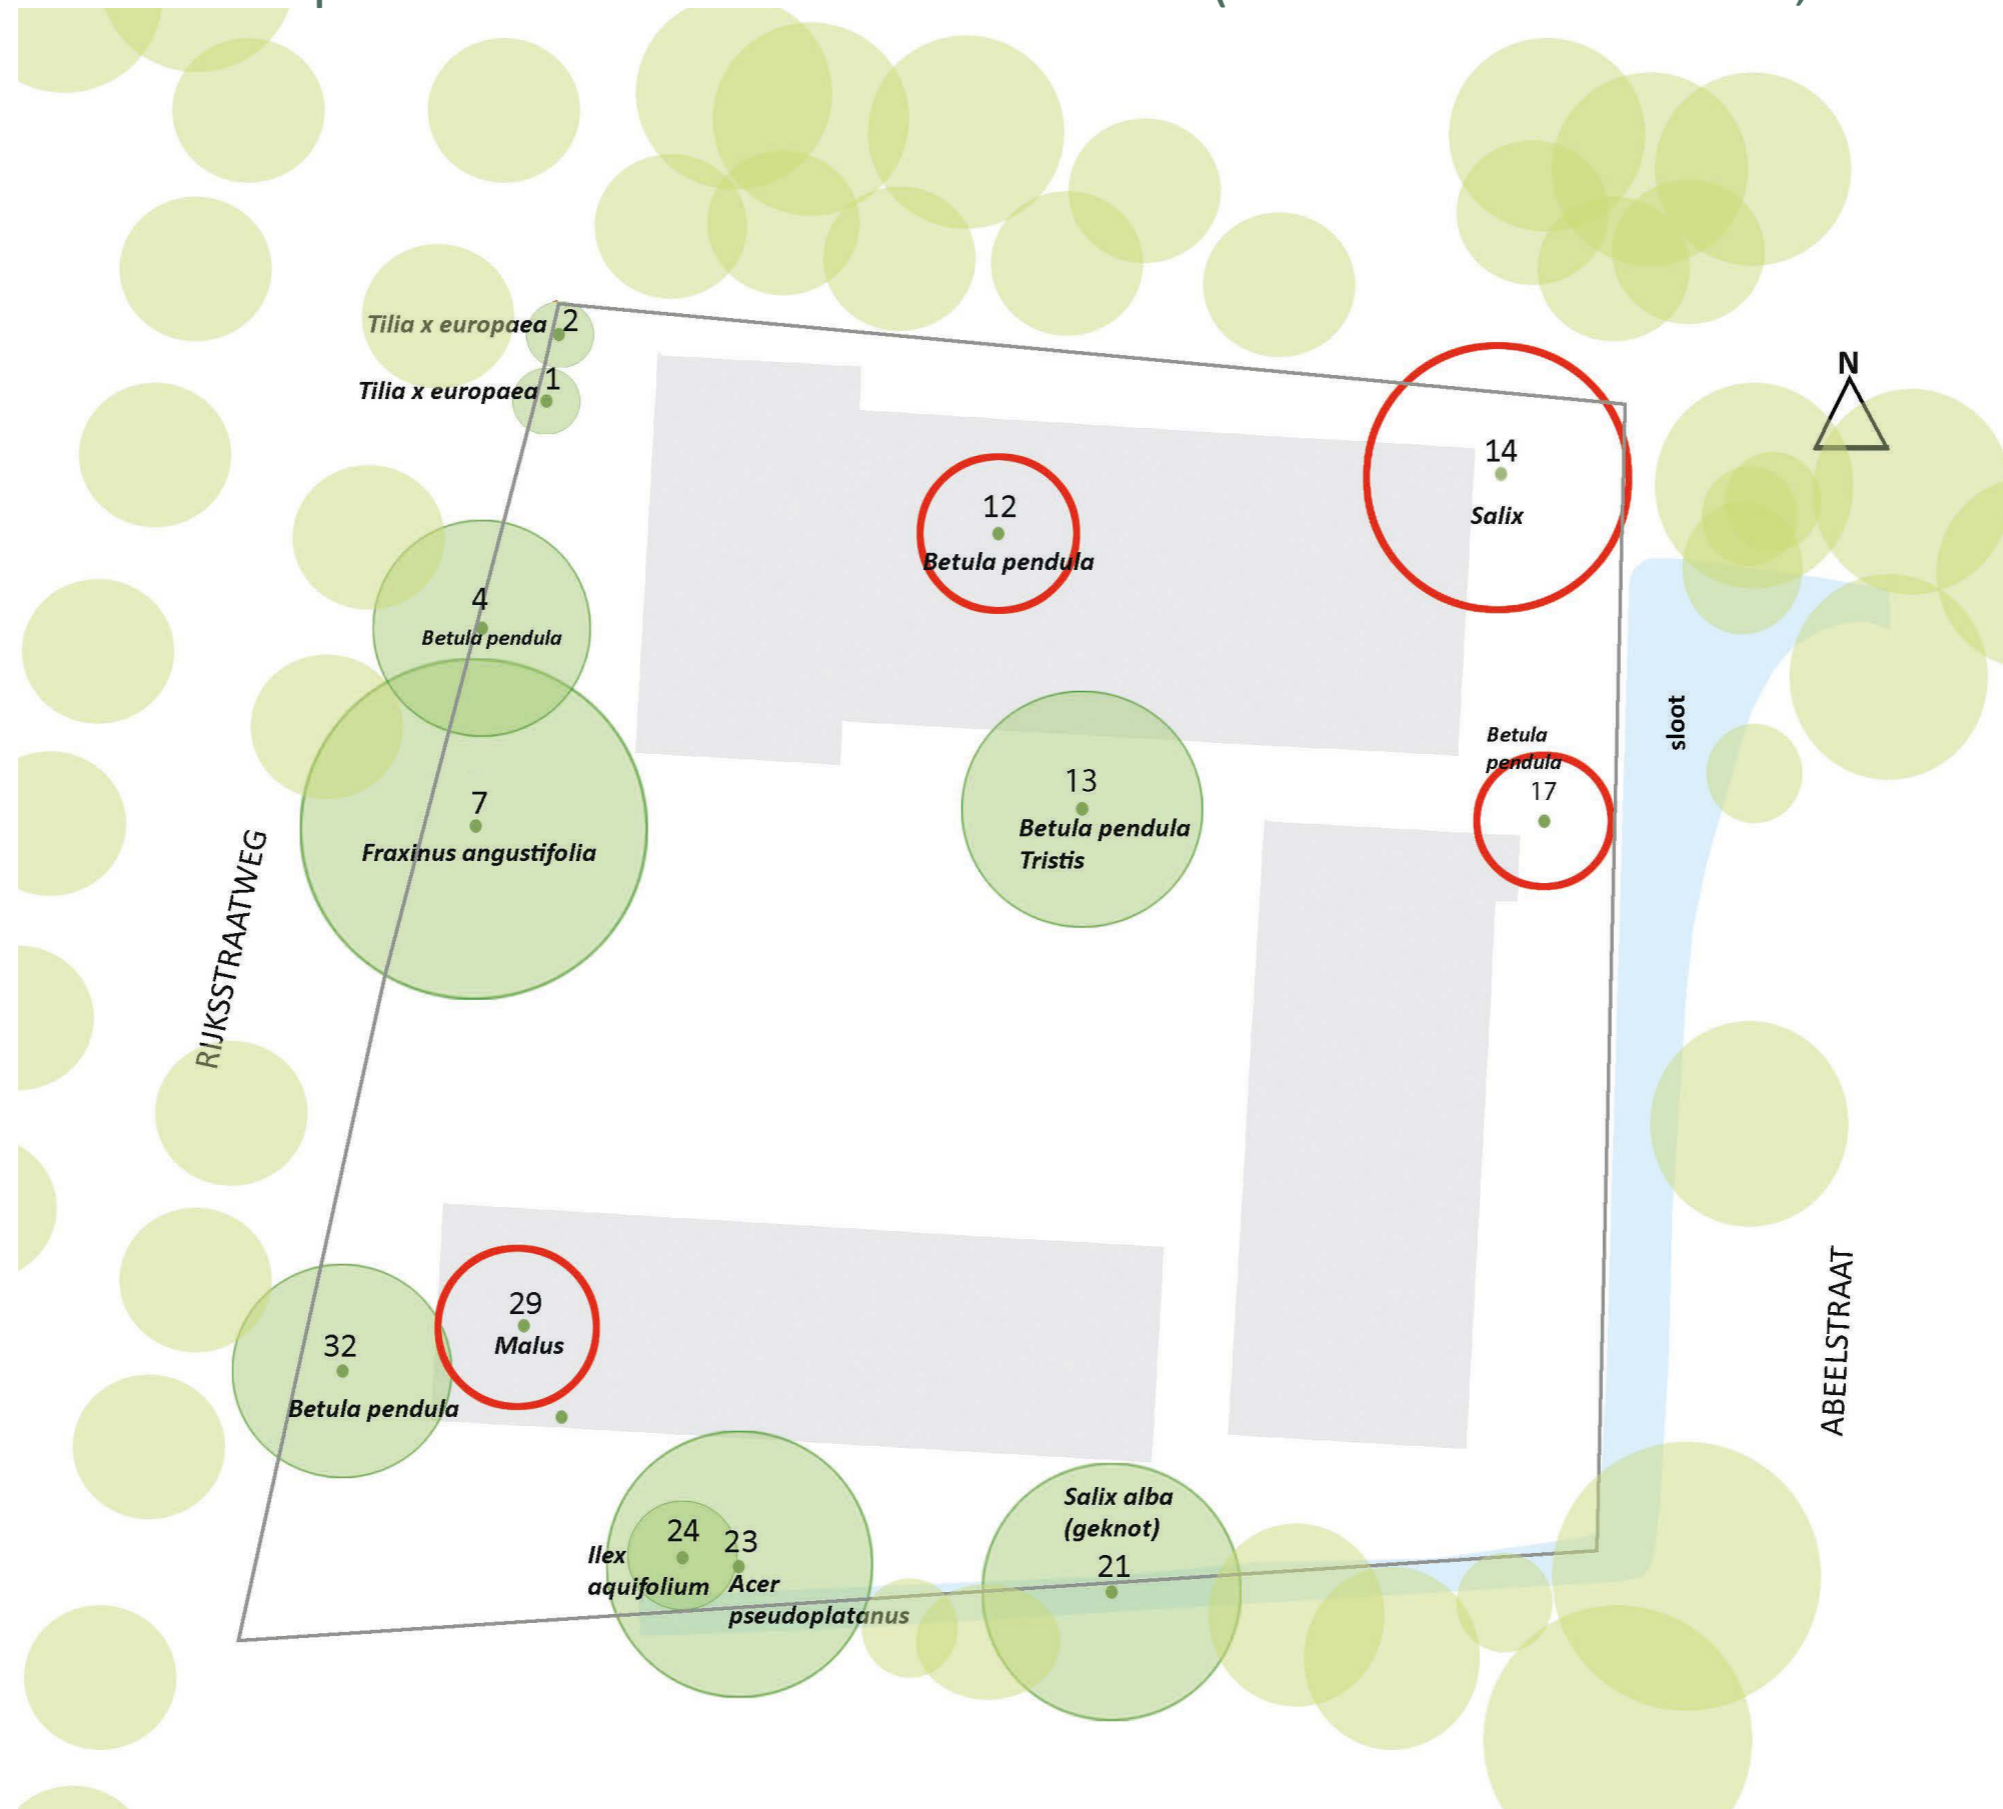 Tilia x europaea
2
Tilia x europaea
1
N
14
Salix
12
Betula pendula
4
Betula pendula
sloot
Betula
pendula
17
7
Fraxinus angustifolia
13
Betula pendula
Tristis
RIJKSSTRAATWEG
29
Malus
32
Betula pendula
ABEELSTRAAT
Salix alba
(geknot)
21
24
23
Ilex
aquifolium
Acer
pseudoplatanus